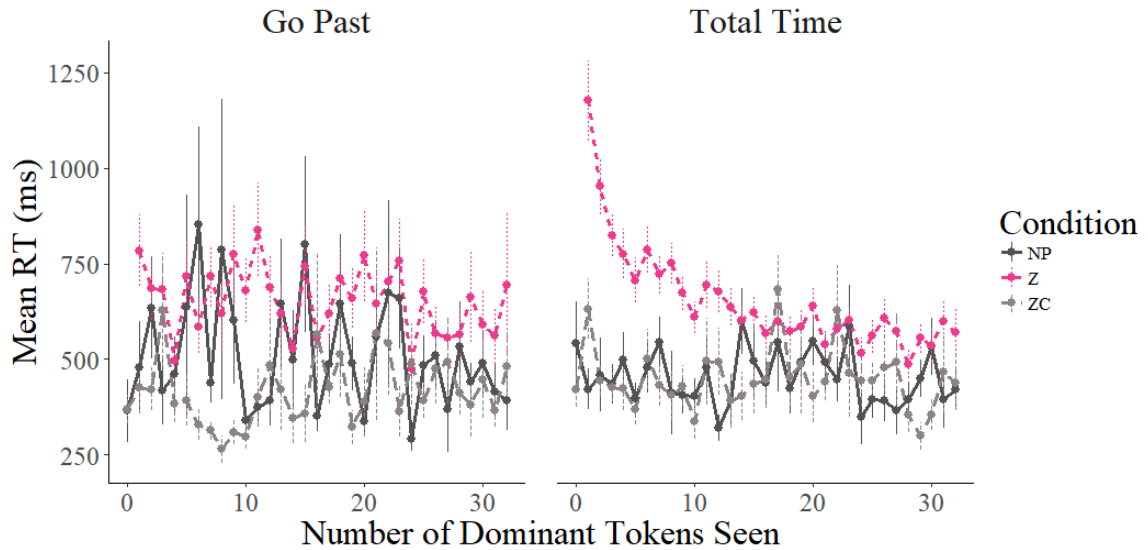 Go Past
Total Time
Mean RT (ms)
1250
1000
750
500
250
0
10
20
30
0
10
20
30
Number of Dominant Tokens Seen
Condition
NP
Z
ZC